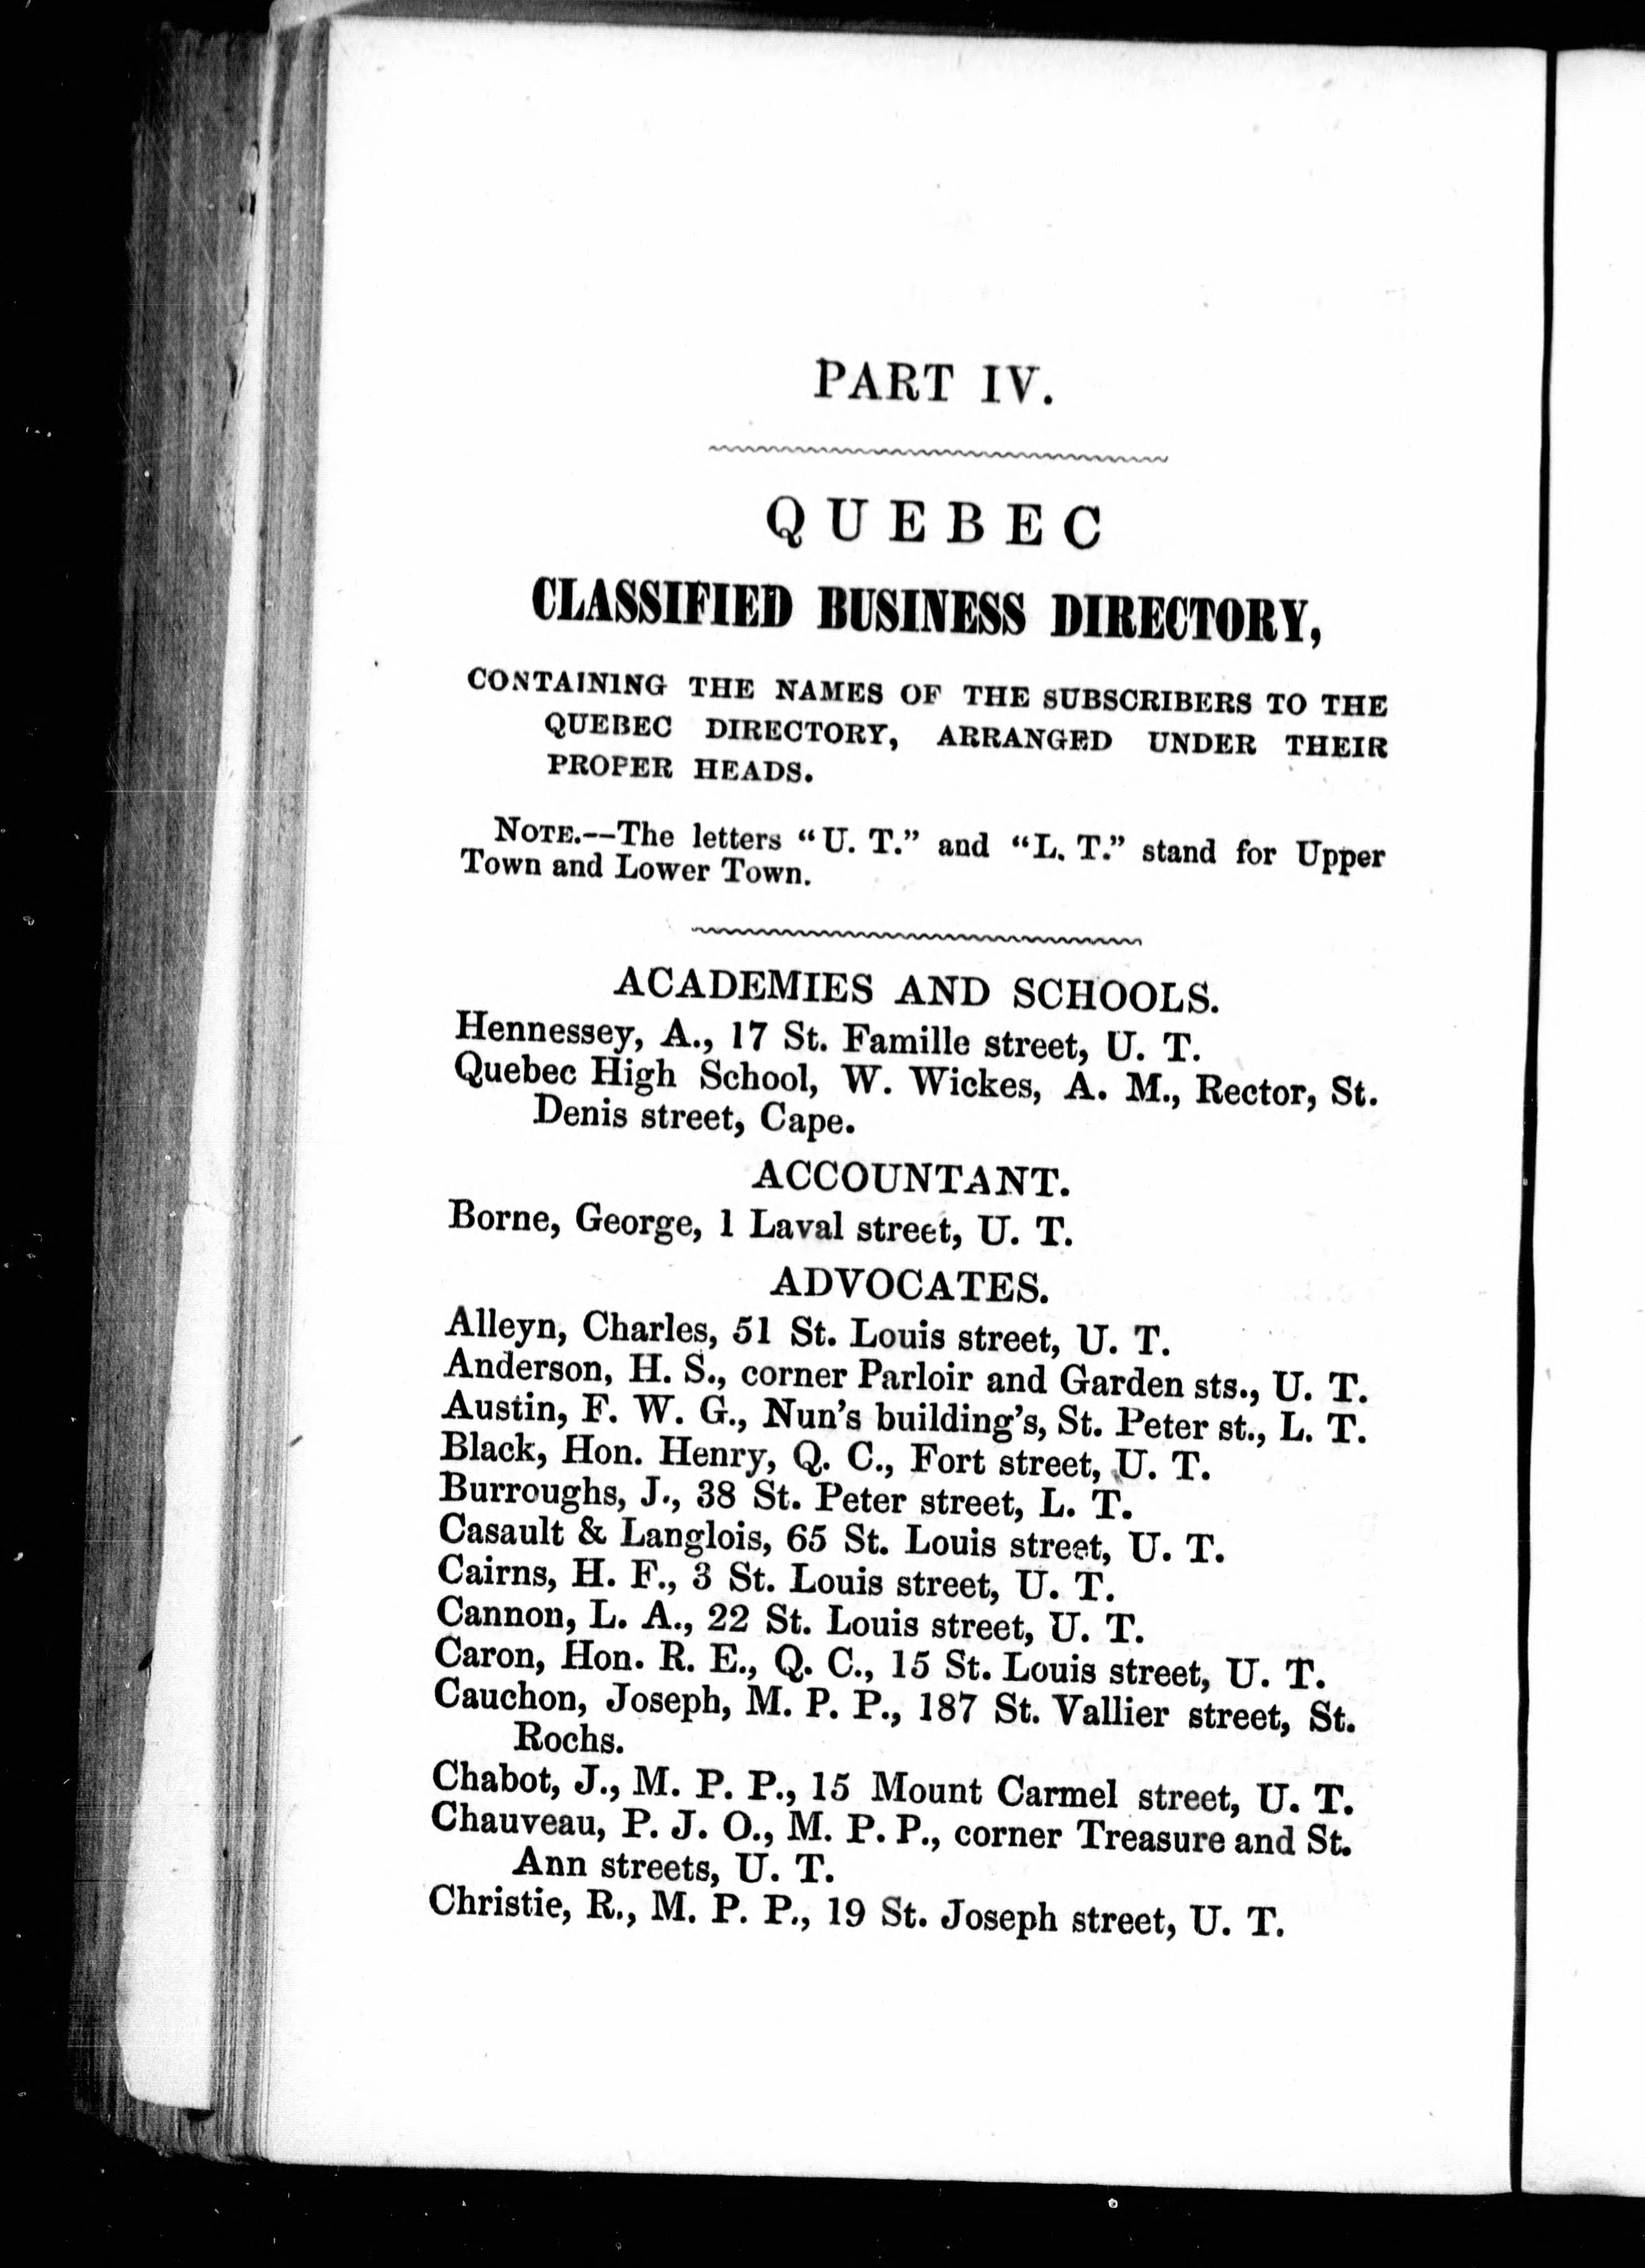 PART IV.
QUEBEC
CLASSIFIED BUSINESS DIRECTORY,
CONTAINING THE NAMES OF THE SUBSCRIBERS TO THE
QUEBEC DIRECTORY, ARRANGED UNDER THEIR
PROPER HEADS.
NOTE.--The letters “U. T.” and “L. T.” stand for Upper
Town and Lower Town.
ACADEMIES AND SCHOOLS.
Hennessey, A., 17 St. Famille street, U. T.
Quebec High School, W. Wickes, A. M., Rector, St.
Denis street, Cape.
ACCOUNTANT.
Borne, George, 1 Laval street, U. T.
ADVOCATES.
Alleyn, Charles, 51 St. Louis street, U. T.
Anderson, H. S., corner Parloir and Garden sts., U. T.
Austin, F. W. G., Nun's building's, St. Peter st., L. T.
Black, Hon. Henry, Q. C., Fort street, U. T.
Burroughs, J., 38 St. Peter street, L. T.
Casault & Langlois, 65 St. Louis street, U. T.
Cairns, H. F., 3 St. Louis street, U. T.
Cannon, L. A., 22 St. Louis street, U. T.
Caron, Hon. R. E., Q. C., 15 St. Louis street, U. T.
Cauchon, Joseph, M. P. P., 187 St. Vallier street, St.
Rochs.
Chabot, J., M. P. P., 15 Mount Carmel street, U. T.
Chauveau, P. J. O., M. P. P., corner Treasure and St.
Ann streets, U. T.
Christie, R., M. P. P., 19 St. Joseph street, U. T.